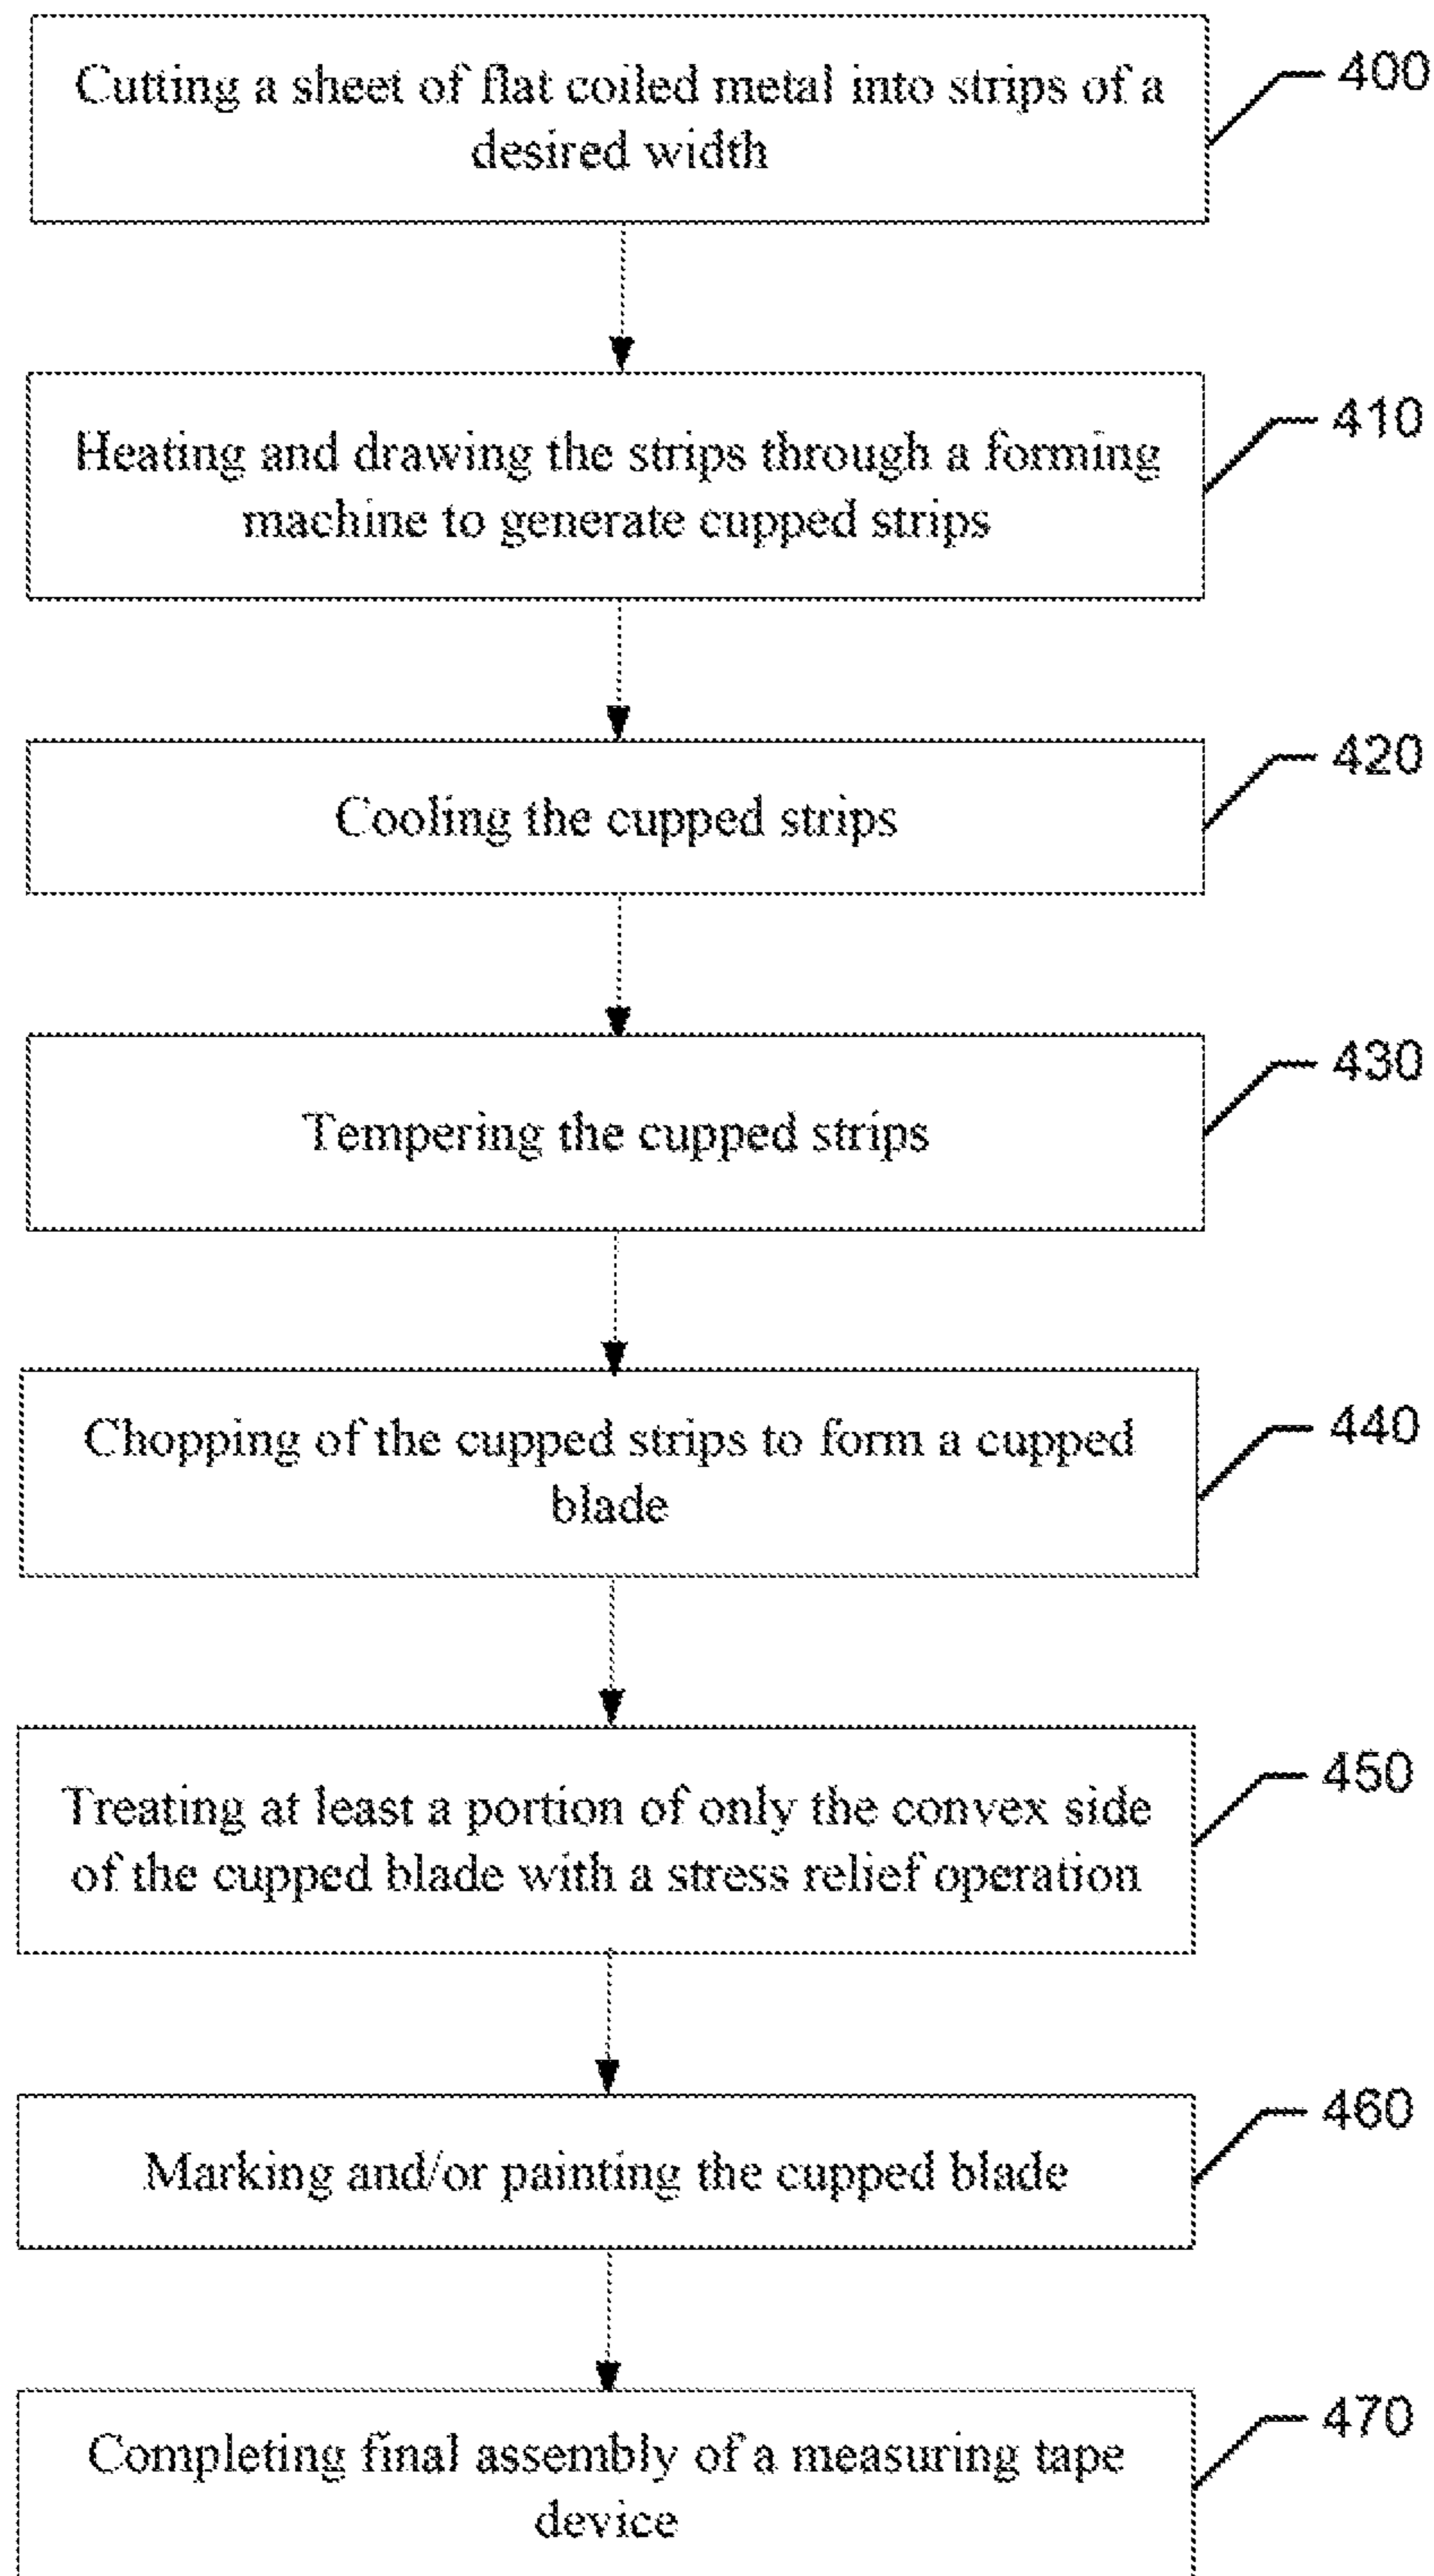 Cutting a sheet of flat coiled metal into strips of a
desired width
400
Heating and drawing the strips through a forming
machine to generate cupped strips
410
Cooling the cupped strips
420
Tempering the cupped strips
430
Chopping of the cupped strips to form a cupped
blade
440
Treating at least a portion of only the convex side
of the cupped blade with a stress relief operation
450
Marking and/or painting the cupped blade
460
Completing final assembly of a measuring tape
device
470